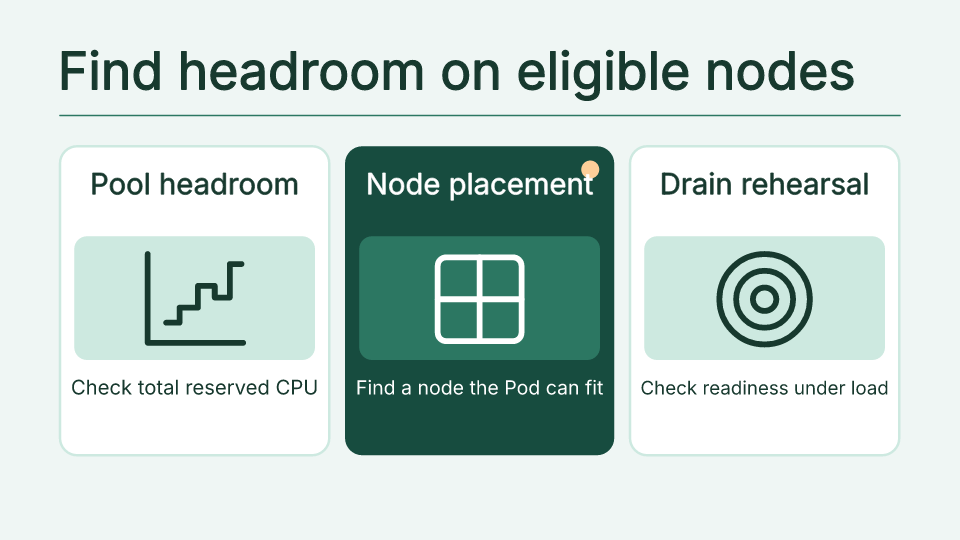 Find headroom on eligible nodes
Pool headroom
Check total reserved CPU
Node placement
Find a node the Pod can fit
Drain rehearsal
Check readiness under load